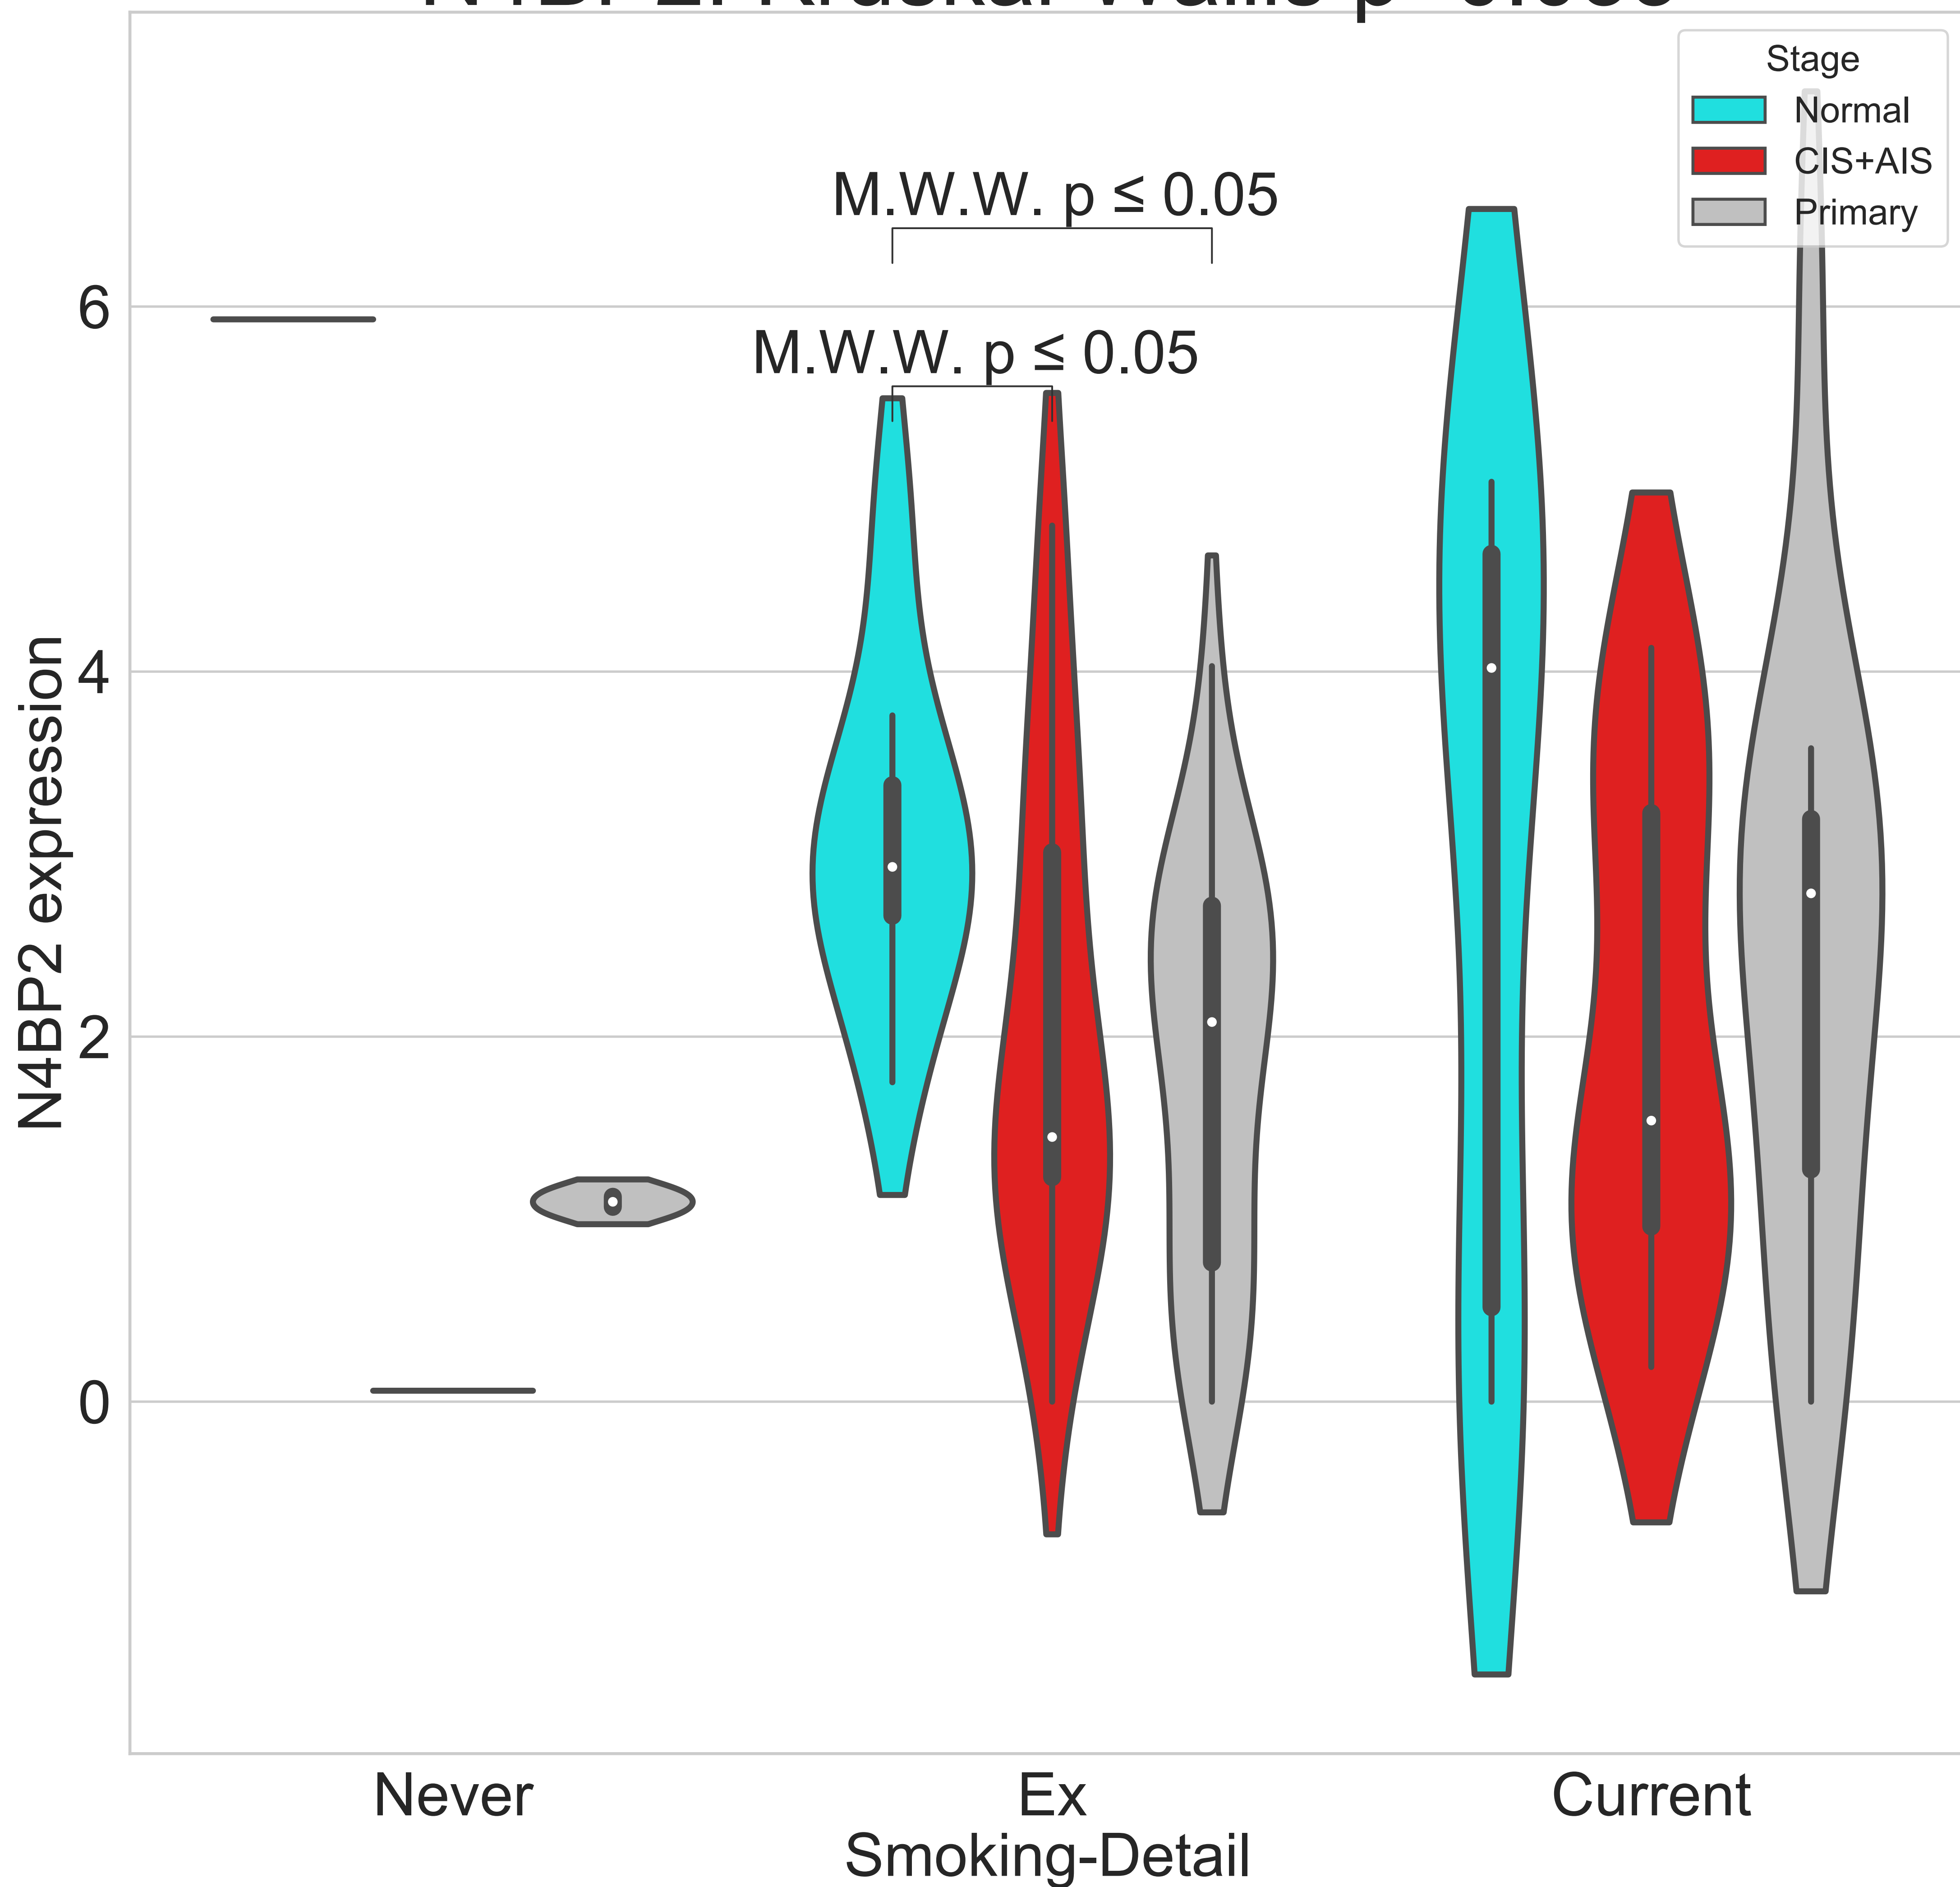 Stage
Normal
CIS+AIS
Primary
M.W.W. p ≤ 0.05
M.W.W. p ≤ 0.05
6
4
2
0
N4BP2 expression
Never
Ex
Current
Smoking-Detail